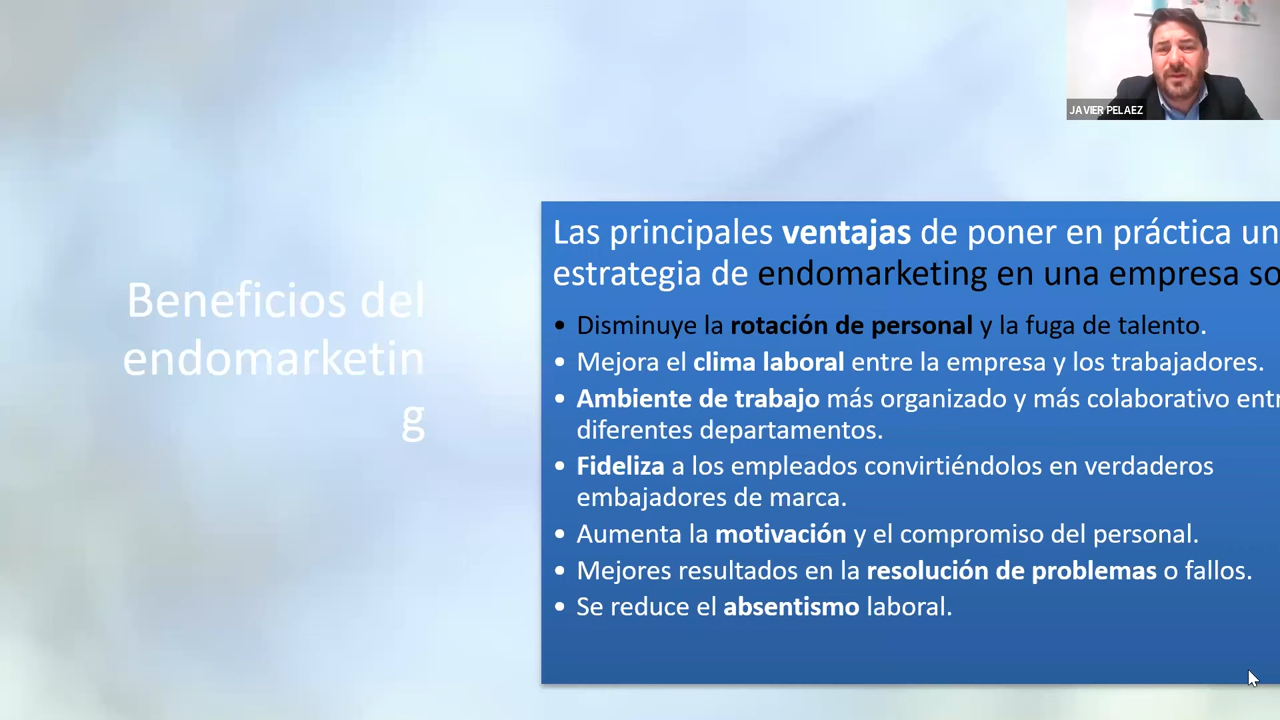 JAVIER PELAEZ
Beneficios del
endomarketin
g
Las principales ventajas de poner en práctica un
estrategia de endomarketing en una empresa so
• Disminuye la rotación de personal y la fuga de talento.
• Mejora el clima laboral entre la empresa y los trabajadores.
• Ambiente de trabajo más organizado y más colaborativo entr
diferentes departamentos.
• Fideliza a los empleados convirtiéndolos en verdaderos
embajadores de marca.
• Aumenta la motivación y el compromiso del personal.
• Mejores resultados en la resolución de problemas o fallos.
• Se reduce el absentismo laboral.